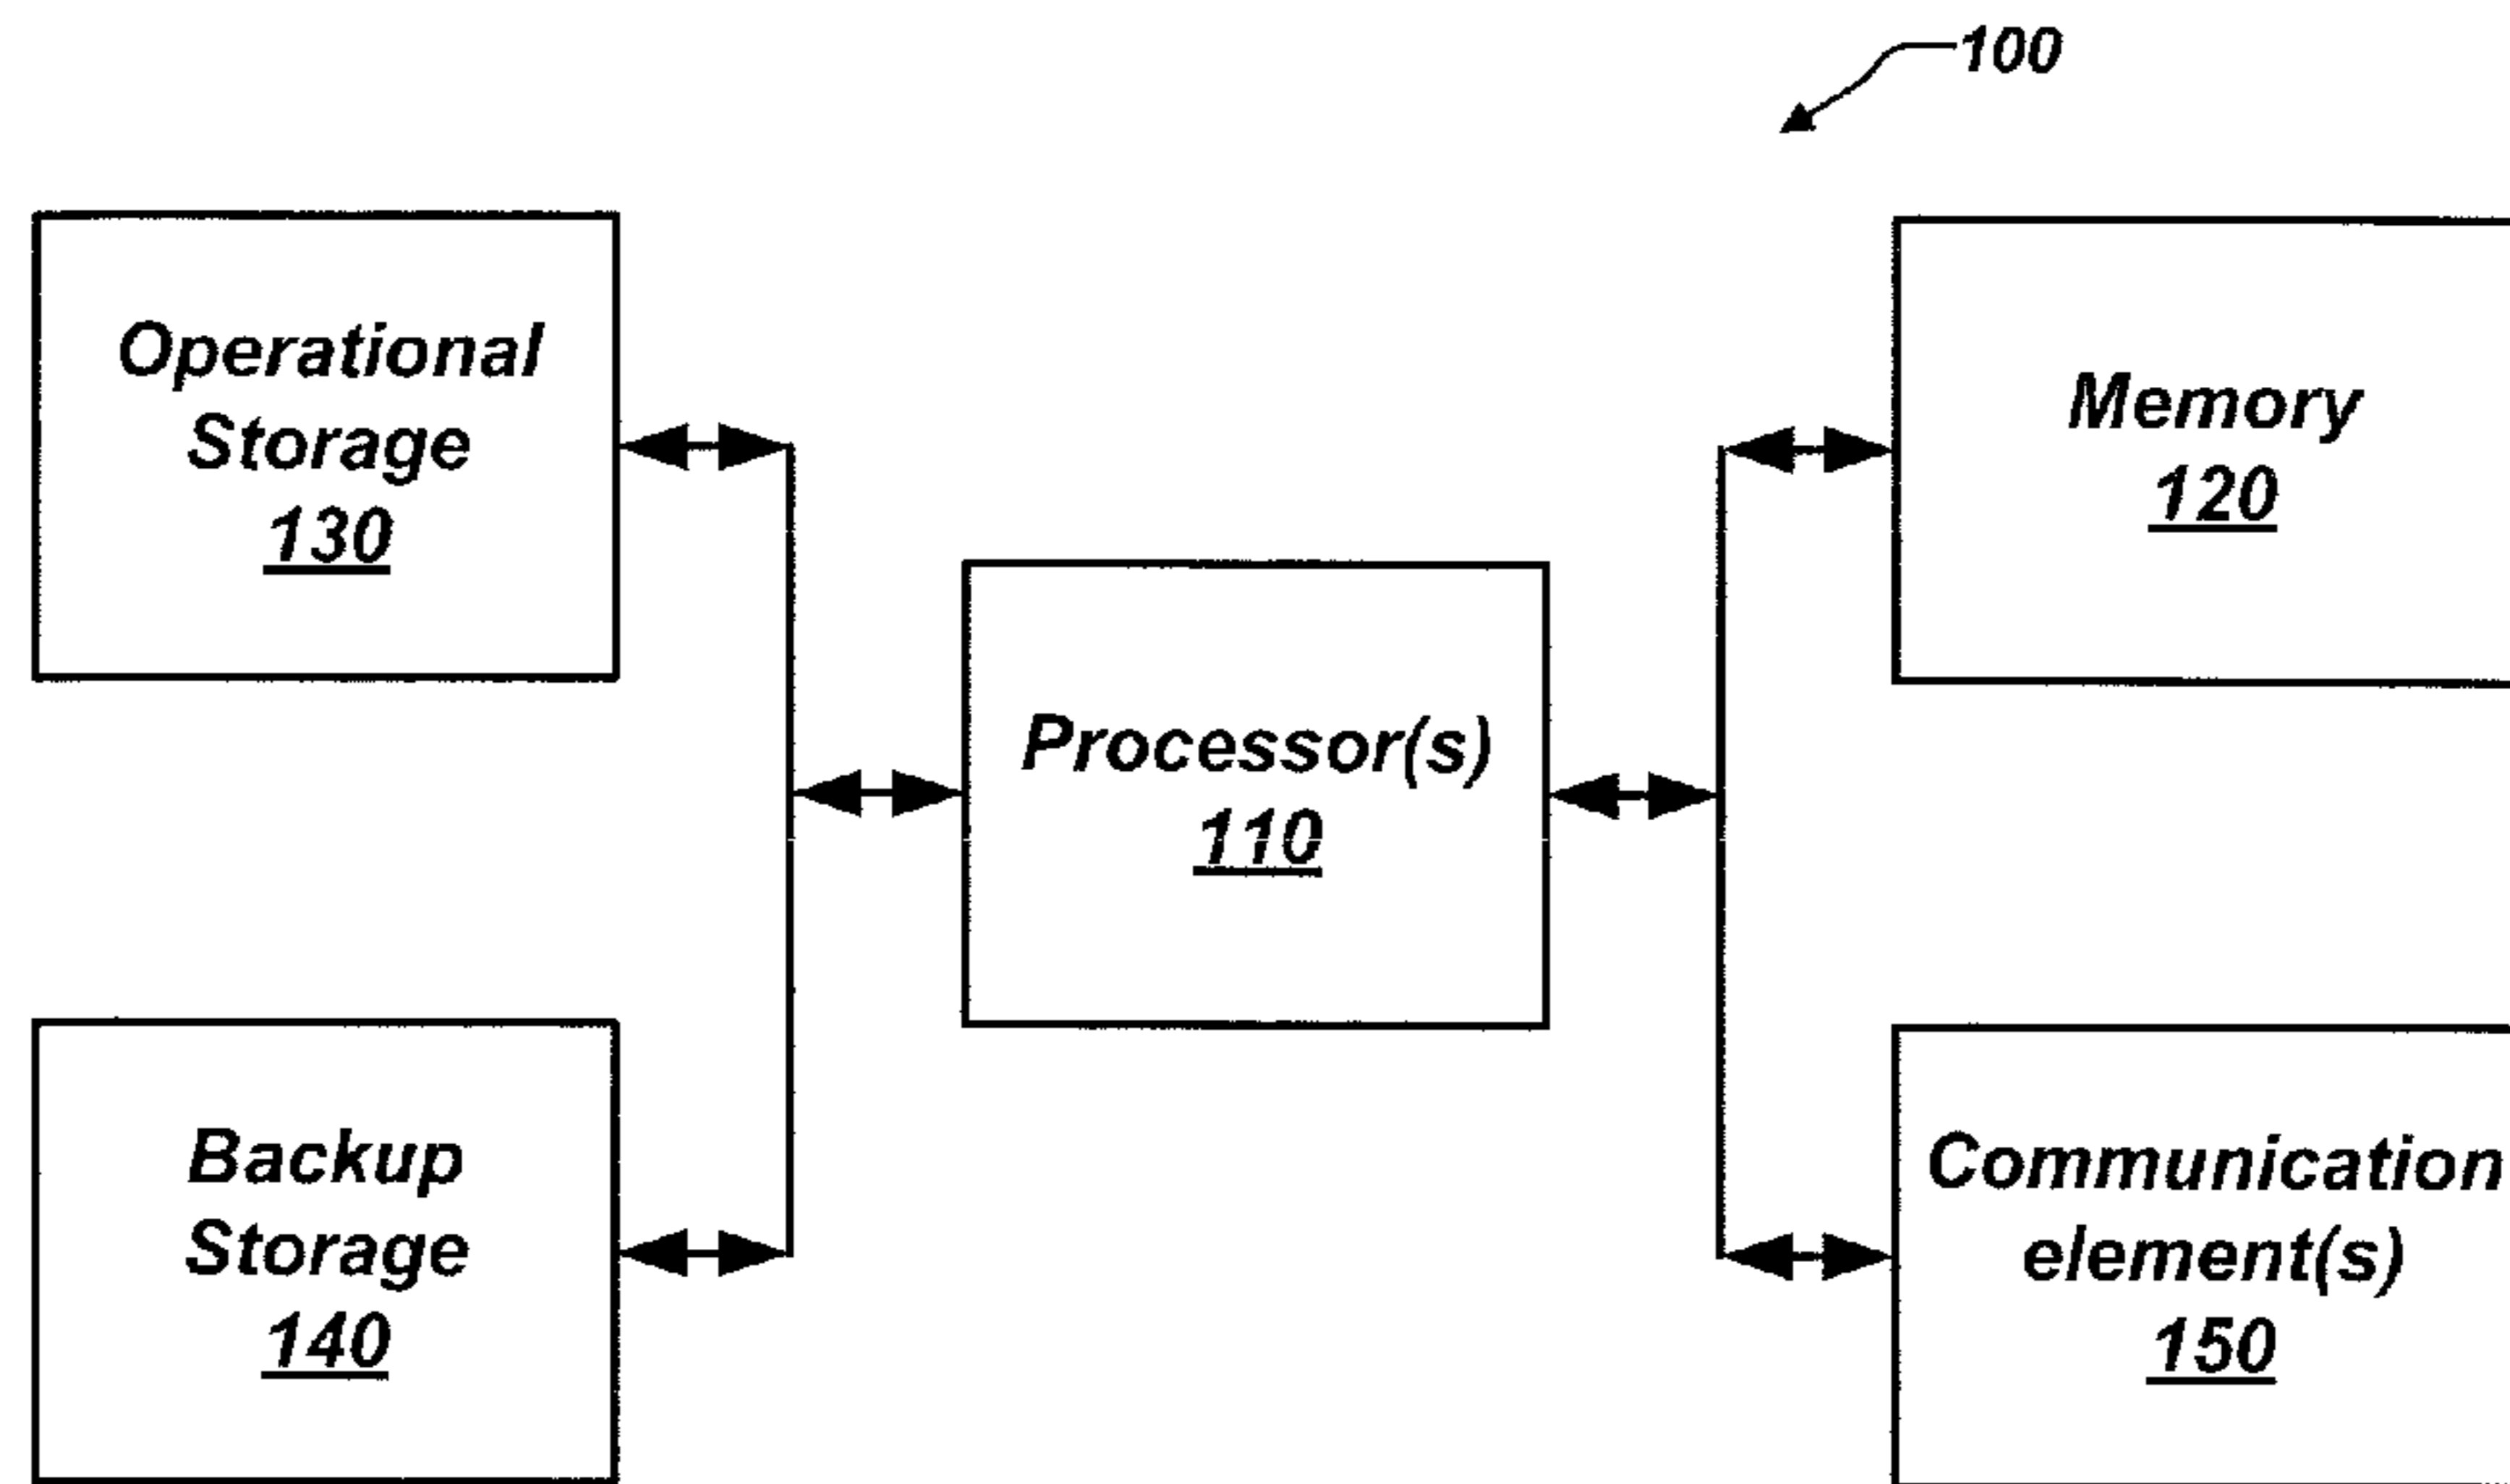 100
Operational
Storage
130
Memory
120
Processor(s)
110
Backup
Storage
140
Communication
element(s)
150